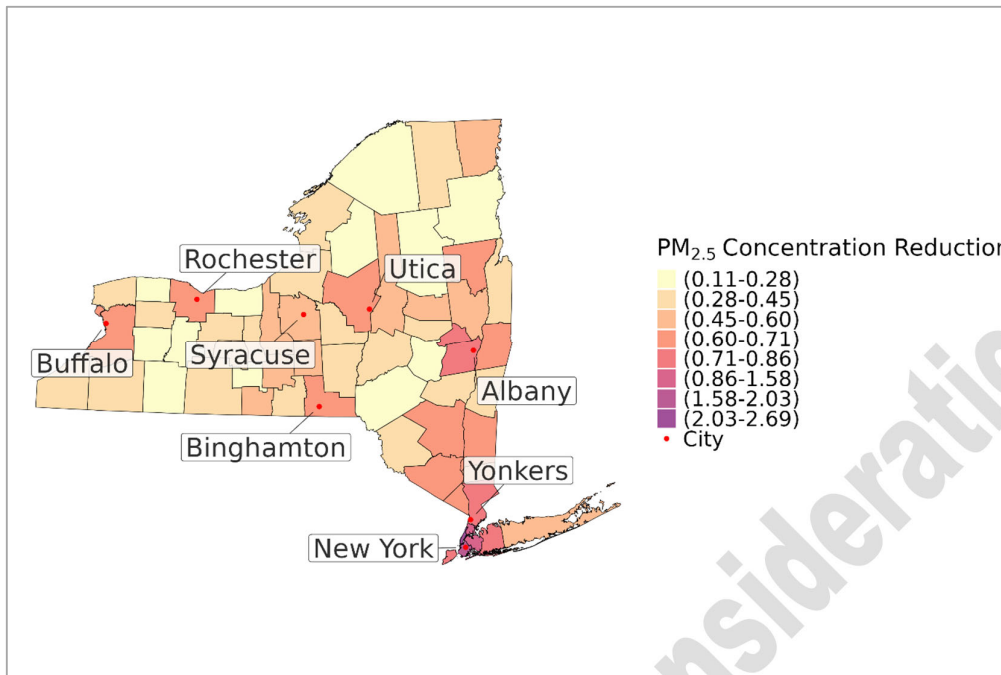 Rochester
Utica
Buffalo
Syracuse
Albany
Binghamton
Yonkers
New York
PM2.5 Concentration Reduction
(0.11-0.28)
(0.28-0.45)
(0.45-0.60)
(0.60-0.71)
(0.71-0.86)
(0.86-1.58)
(1.58-2.03)
(2.03-2.69)
City